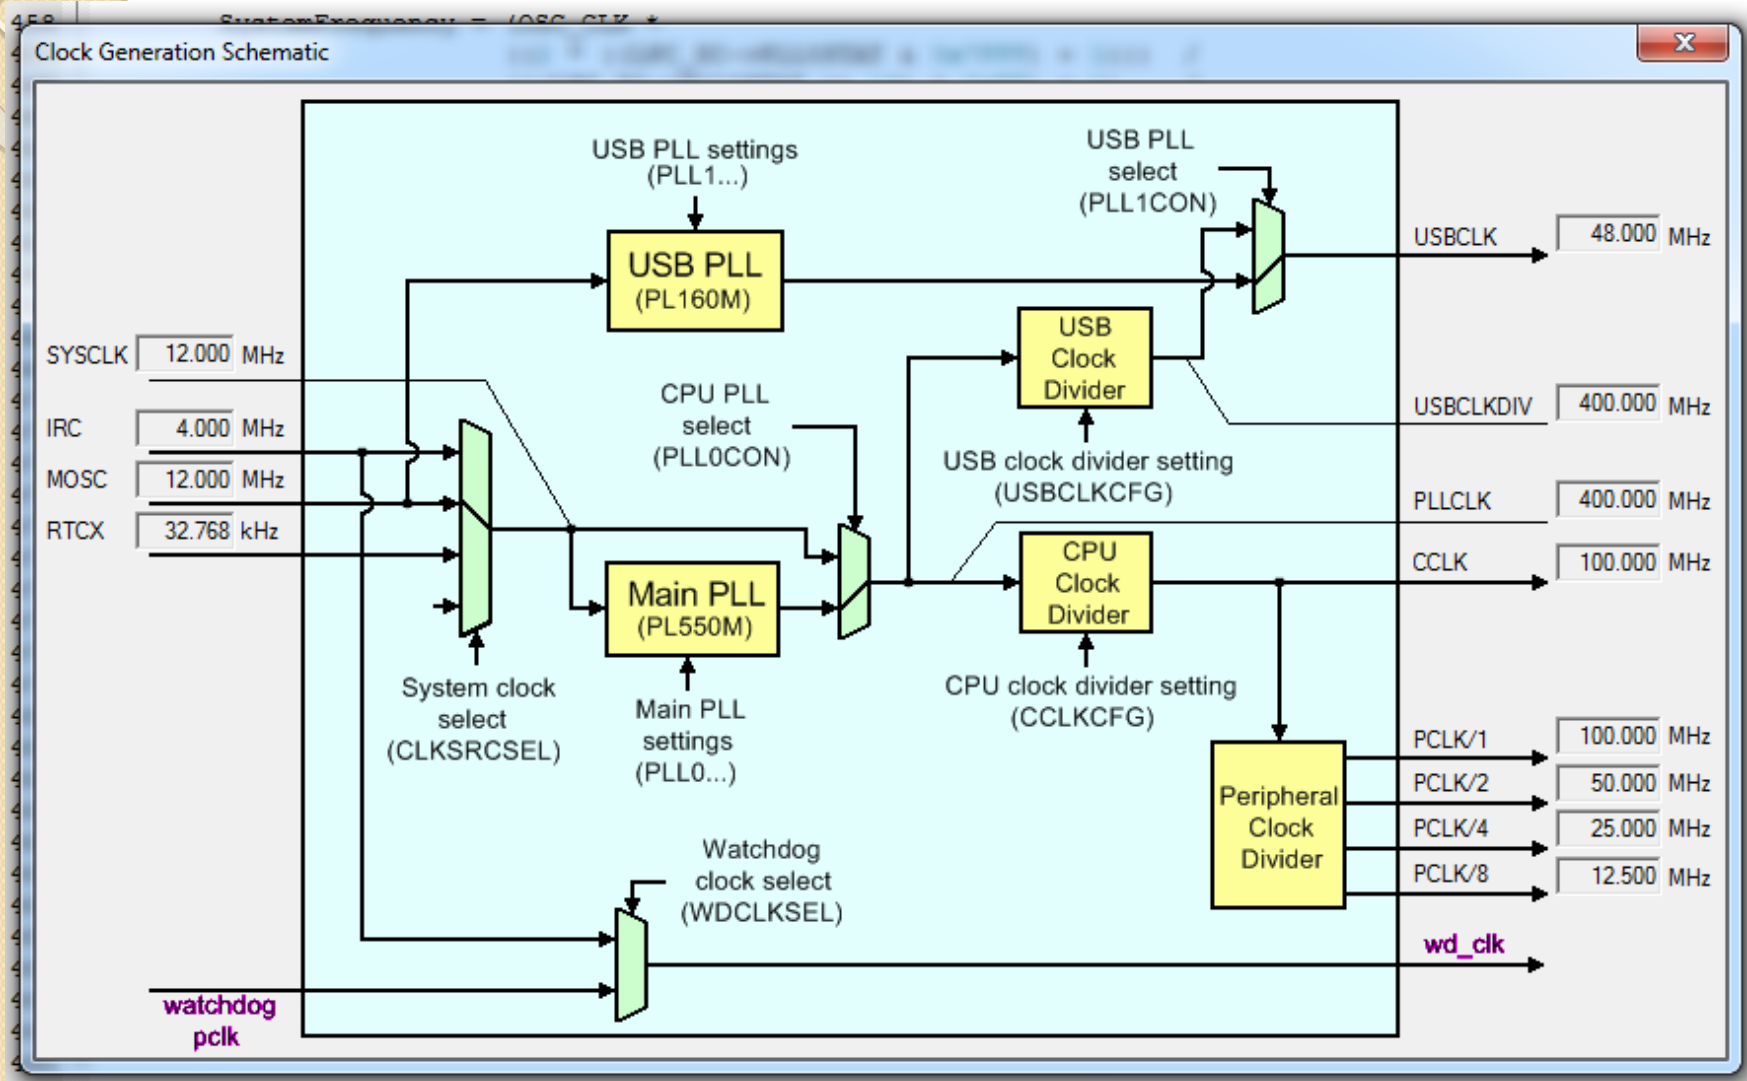 458 SystemFrequency = (OSC_CLK *
Clock Generation Schematic
USB PLL settings
(PLL1...)
USB PLL
select
(PLL1CON)
USB PLL
(PL160M)
USBCLK 48.000 MHz
SYSCLK 12.000 MHz
IRC 4.000 MHz
MOSC 12.000 MHz
RTCX 32.768 kHz
CPU PLL
select
(PLL0CON)
USB
Clock
Divider
USBCLKDIV 400.000 MHz
USB clock divider setting
(USBCLKCFG)
PLLCLK 400.000 MHz
CPU
Clock
Divider
CCLK 100.000 MHz
Main PLL
(PL550M)
System clock
select
(CLKSRCSEL)
Main PLL
settings
(PLL0...)
CPU clock divider setting
(CCLKCFG)
Peripheral
Clock
Divider
PCLK/1 100.000 MHz
PCLK/2 50.000 MHz
PCLK/4 25.000 MHz
PCLK/8 12.500 MHz
Watchdog
clock select
(WDCLKSEL)
wd_clk
watchdog
pclk